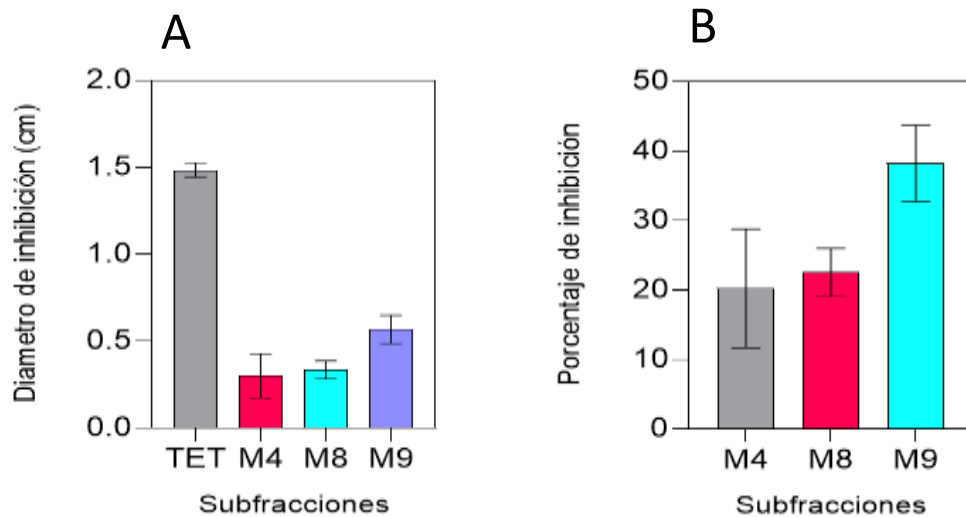 A
Diametro de inhibición (cm)
2.0
1.5
1.0
0.5
0.0
TET M4 M8 M9
Subfracciones
B
Porcentaje de inhibición
50
40
30
20
10
0
M4 M8 M9
Subfracciones